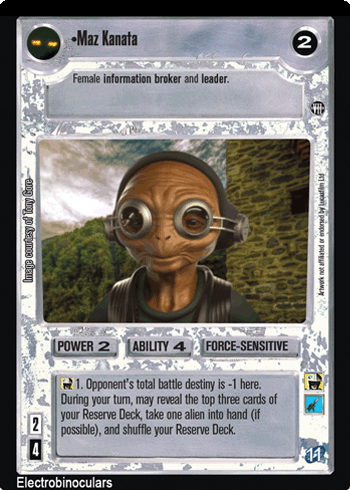 •Maz Kanata
2
Female information broker and leader.
Image courtesy of Tony Gore
Artwork not affiliated or endorsed by Lucasfilm Ltd
POWER 2 ABILITY 4 FORCE-SENSITIVE
1. Opponent's total battle destiny is -1 here.
During your turn, may reveal the top three cards of
your Reserve Deck, take one alien into hand (if
possible), and shuffle your Reserve Deck.
2
4
11
Electrobinoculars